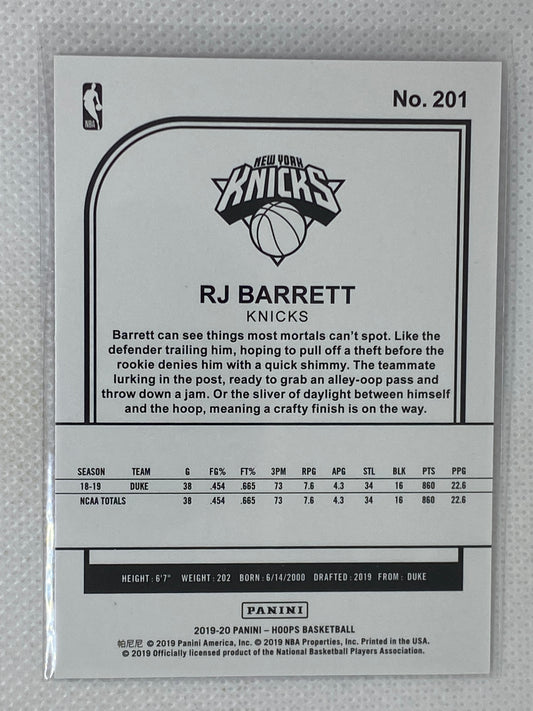 NBA
No. 201
NEW YORK
KNICKS
RJ BARRETT
KNICKS
Barrett can see things most mortals can't spot. Like the
defender trailing him, hoping to pull off a theft before the
rookie denies him with a quick shimmy. The teammate
lurking in the post, ready to grab an alley-oop pass and
throw down a jam. Or the sliver of daylight between himself
and the hoop, meaning a crafty finish is on the way.
SEASON TEAM G FG% FT% 3PM RPG APG STL BLK PTS PPG
18-19 DUKE 38 .454 .665 73 7.6 4.3 34 16 860 22.6
NCAA TOTALS 38 .454 .665 73 7.6 4.3 34 16 860 22.6
HEIGHT: 6'7" WEIGHT: 202 BORN: 6/14/2000 DRAFTED: 2019 FROM: DUKE
PANINI
2019-20 PANINI – HOOPS BASKETBALL
帕尼尼 © 2019 Panini America, Inc. © 2019 NBA Properties, Inc. Printed in the USA.
© 2019 Officially licensed product of the National Basketball Players Association.